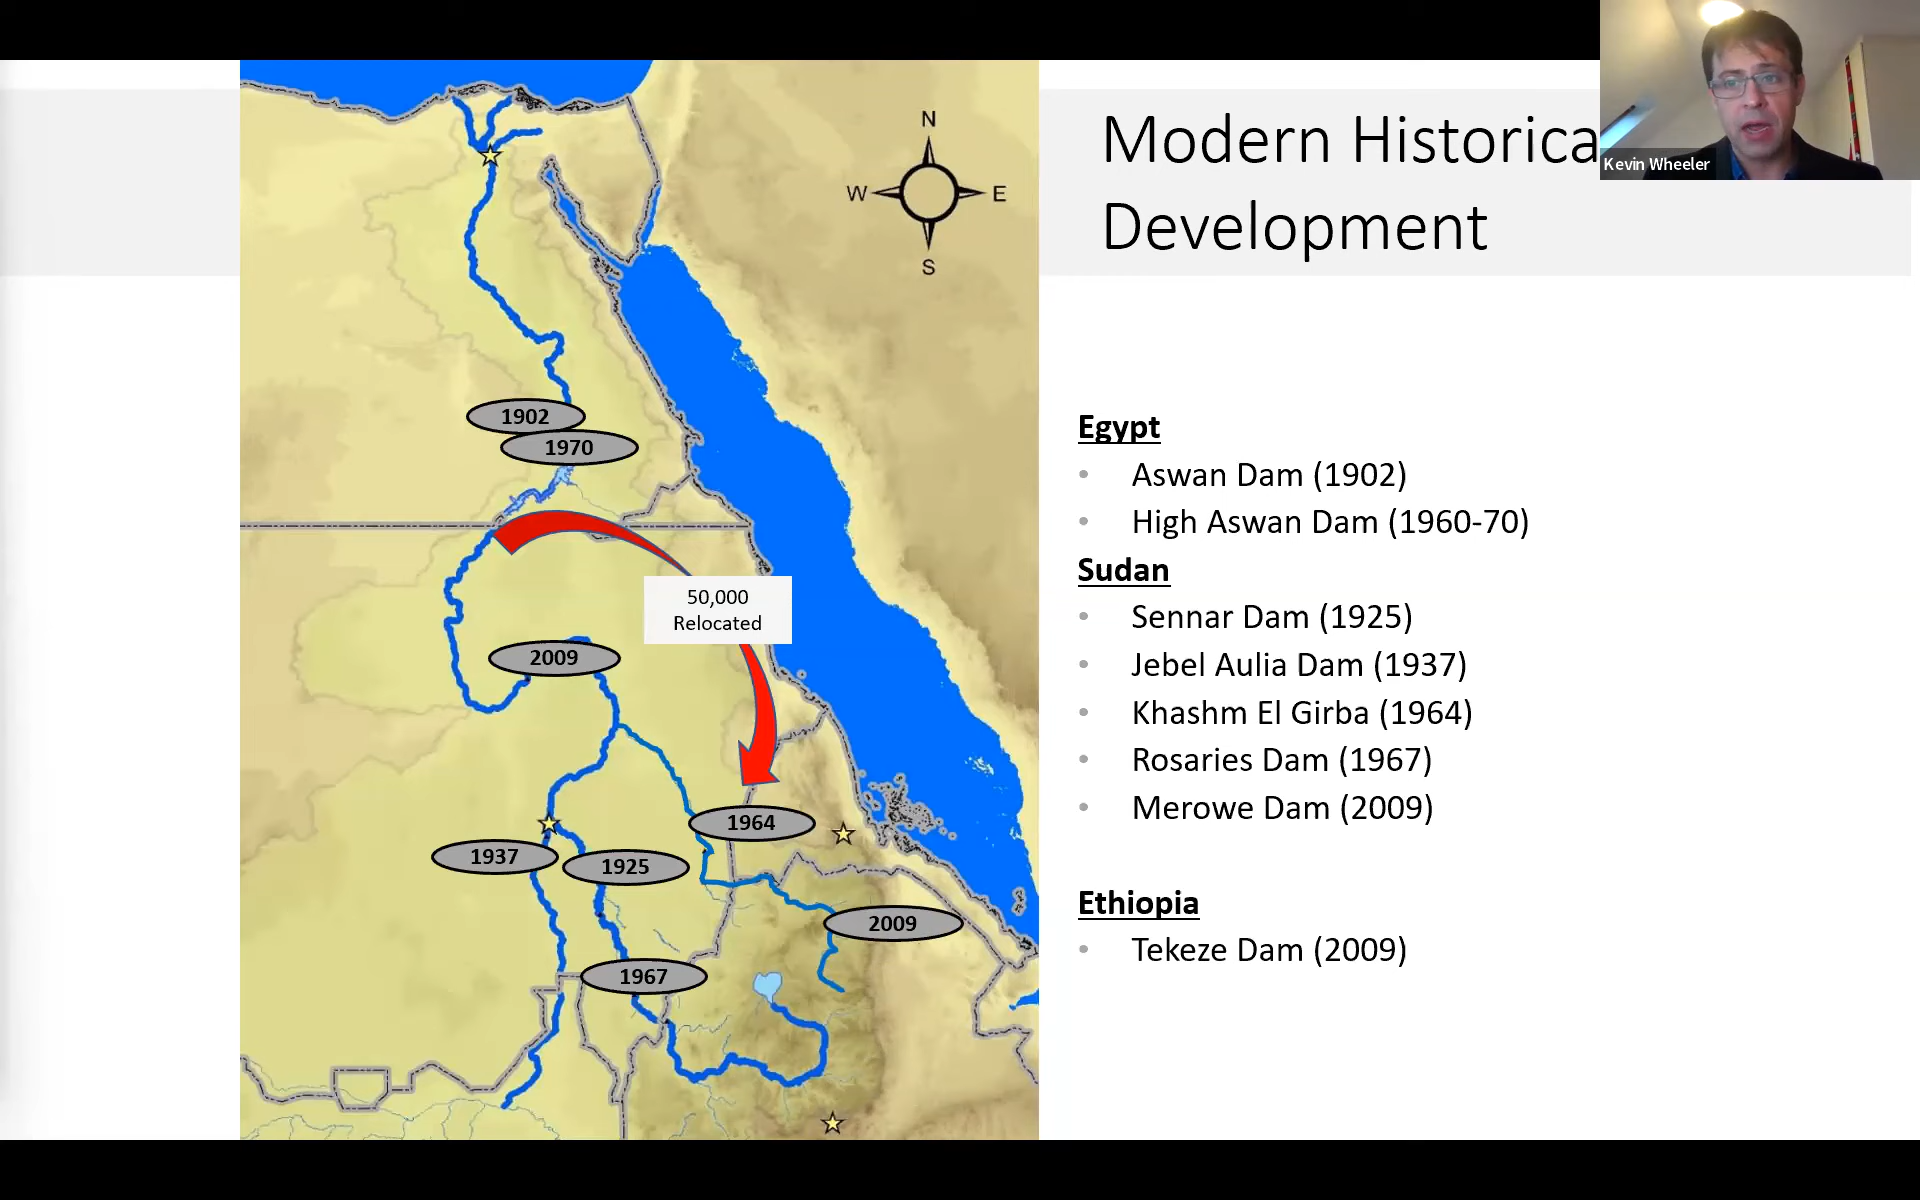 Modern Historica
Development
Kevin Wheeler
N
W
E
S
1902
1970
50,000
Relocated
2009
1964
1937
1925
2009
1967
Egypt
• Aswan Dam (1902)
• High Aswan Dam (1960-70)
Sudan
• Sennar Dam (1925)
• Jebel Aulia Dam (1937)
• Khashm El Girba (1964)
• Rosaries Dam (1967)
• Merowe Dam (2009)
Ethiopia
• Tekeze Dam (2009)